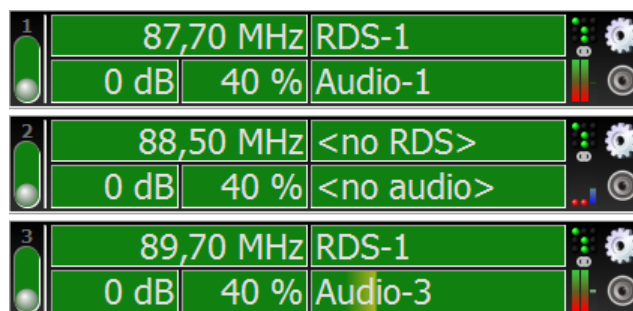 1 87,70 MHz RDS-1
0 dB 40 % Audio-1
2 88,50 MHz <no RDS>
0 dB 40 % <no audio>
3 89,70 MHz RDS-1
0 dB 40 % Audio-3